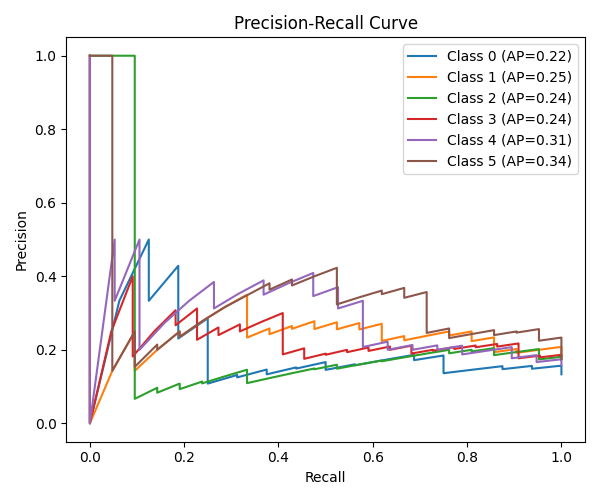 Precision-Recall Curve
Class 0 (AP=0.22)
Class 1 (AP=0.25)
Class 2 (AP=0.24)
Class 3 (AP=0.24)
Class 4 (AP=0.31)
Class 5 (AP=0.34)
Precision
1.0
0.8
0.6
0.4
0.2
0.0
0.0 0.2 0.4 0.6 0.8 1.0
Recall